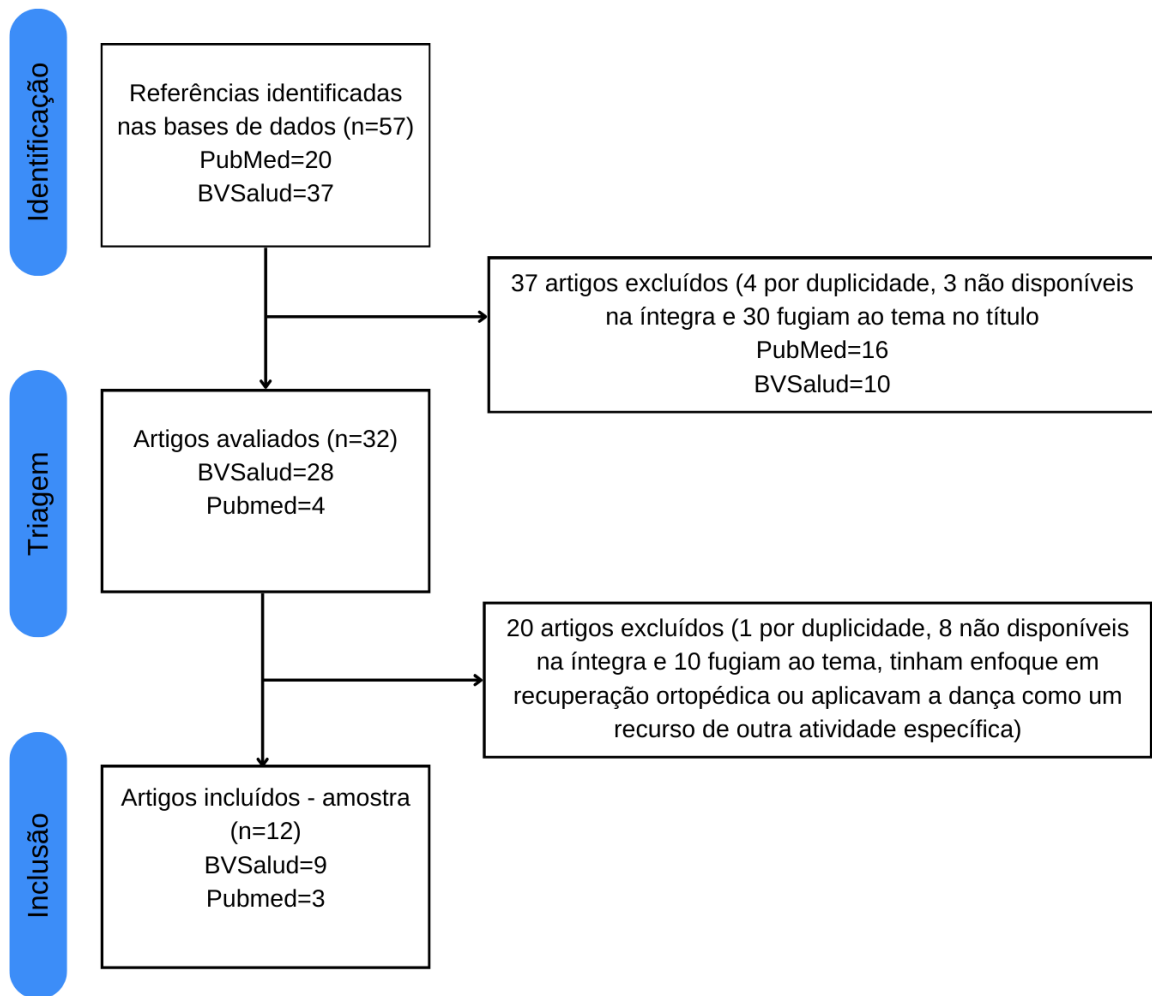 Identificação
Referências identificadas
nas bases de dados (n=57)
PubMed=20
BVSalud=37
37 artigos excluídos (4 por duplicidade, 3 não disponíveis
na íntegra e 30 fugiam ao tema no título
PubMed=16
BVSalud=10
Triagem
Artigos avaliados (n=32)
BVSalud=28
Pubmed=4
20 artigos excluídos (1 por duplicidade, 8 não disponíveis
na íntegra e 10 fugiam ao tema, tinham enfoque em
recuperação ortopédica ou aplicavam a dança como um
recurso de outra atividade específica)
Inclusão
Artigos incluídos - amostra
(n=12)
BVSalud=9
Pubmed=3